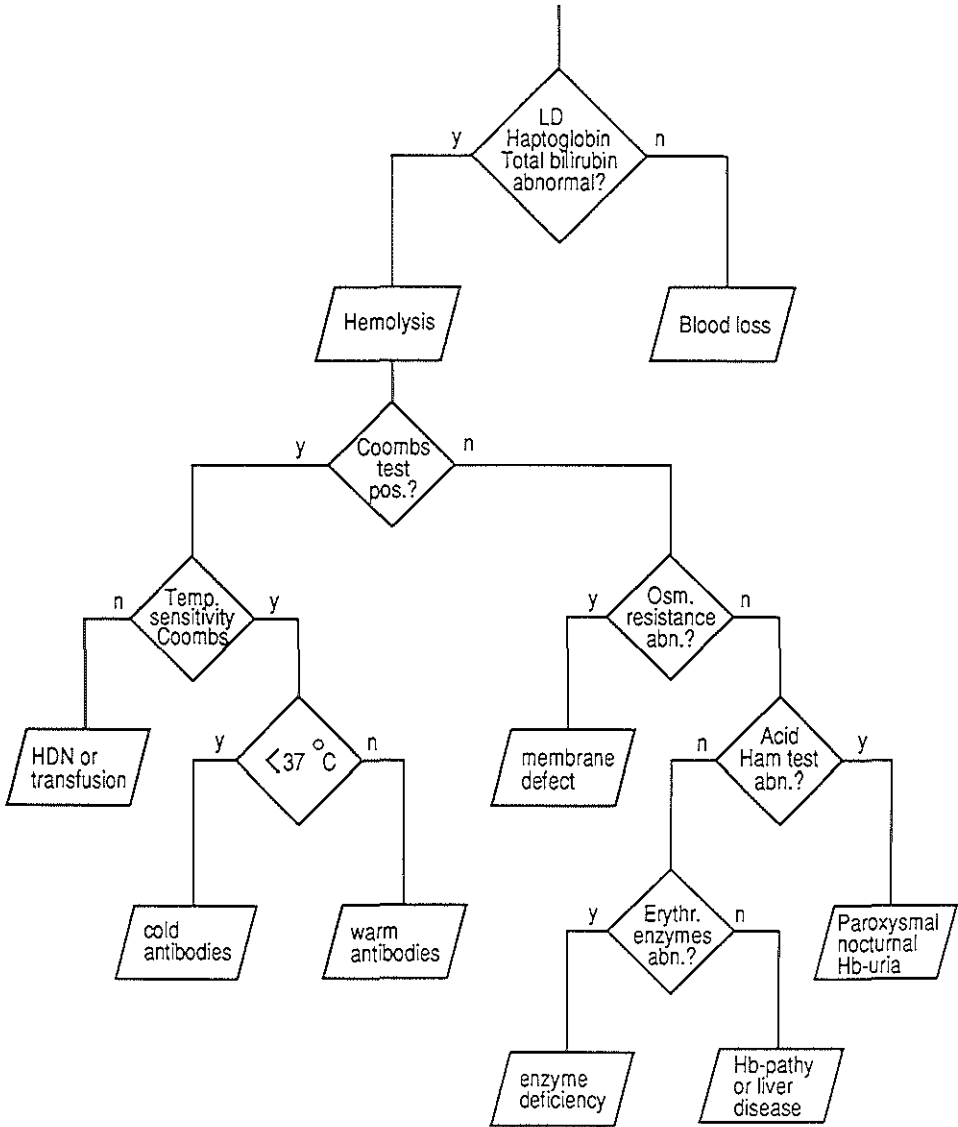 LD
Haptoglobin
Total bilirubin
abnormal?
y
n
Hemolysis
Blood loss
Coombs
test
pos.?
y
n
Temp.
sensitivity
Coombs
n
y
Osm.
resistance
abn.?
y
n
HDN or
transfusion
<37 °C
y
n
membrane
defect
Acid
Ham test
abn.?
n
y
cold
antibodies
warm
antibodies
Erythr.
enzymes
abn.?
y
n
Paroxysmal
nocturnal
Hb-uria
enzyme
deficiency
Hb-pathy
or liver
disease